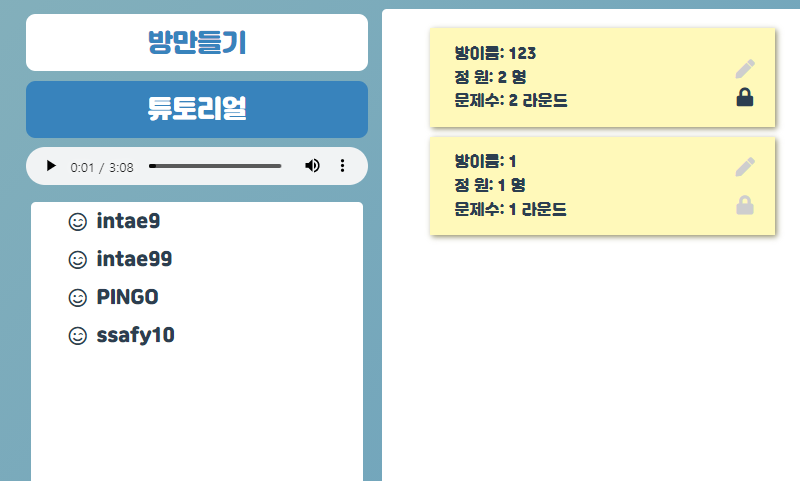 방만들기
튜토리얼
0:01 / 3:08
intae9
intae99
PINGO
ssafy10
방이름: 123
정 원: 2 명
문제수: 2 라운드
방이름: 1
정 원: 1 명
문제수: 1 라운드